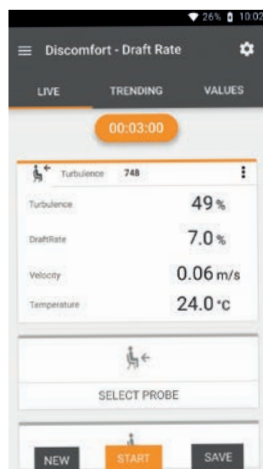 26% 10:02
Discomfort - Draft Rate
LIVE TRENDING VALUES
00:03:00
Turbulence 748
Turbulence 49 %
DraftRate 7.0 %
Velocity 0.06 m/s
Temperature 24.0 °C
SELECT PROBE
NEW START SAVE